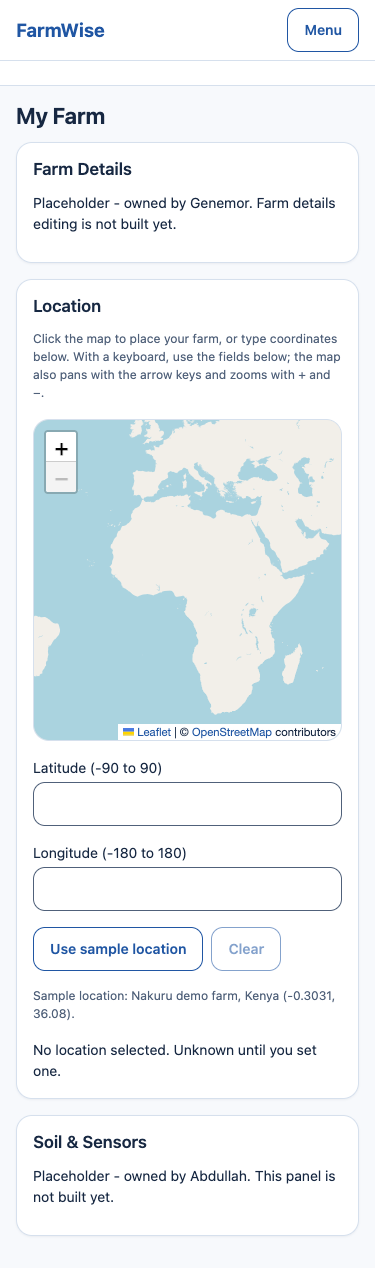 FarmWise
Menu
My Farm
Farm Details
Placeholder - owned by Genemor. Farm details
editing is not built yet.
Location
Click the map to place your farm, or type coordinates
below. With a keyboard, use the fields below; the map
also pans with the arrow keys and zooms with + and
−.
+
−
Leaflet | © OpenStreetMap contributors
Latitude (-90 to 90)
Longitude (-180 to 180)
Use sample location
Clear
Sample location: Nakuru demo farm, Kenya (-0.3031,
36.08).
No location selected. Unknown until you set
one.
Soil & Sensors
Placeholder - owned by Abdullah. This panel is
not built yet.